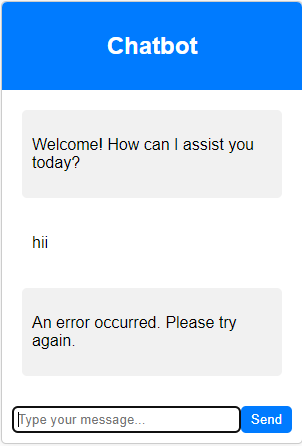 Chatbot
Welcome! How can I assist you
today?
hii
An error occurred. Please try
again.
Type your message...
Send